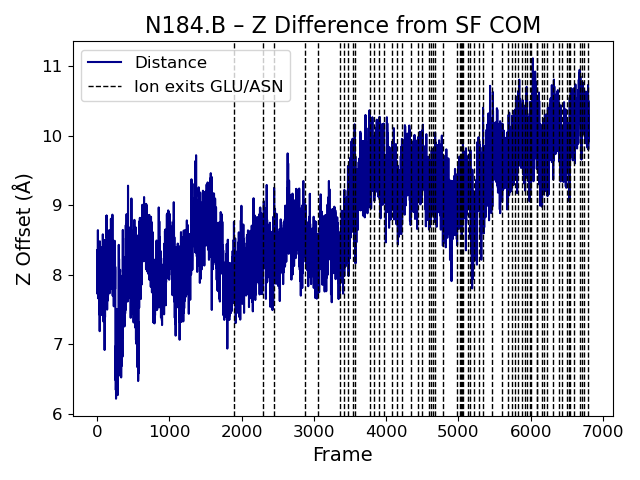 N184.B – Z Difference from SF COM
Distance
Ion exits GLU/ASN
Z Offset (Å)
11
10
9
8
7
6
0 1000 2000 3000 4000 5000 6000 7000
Frame